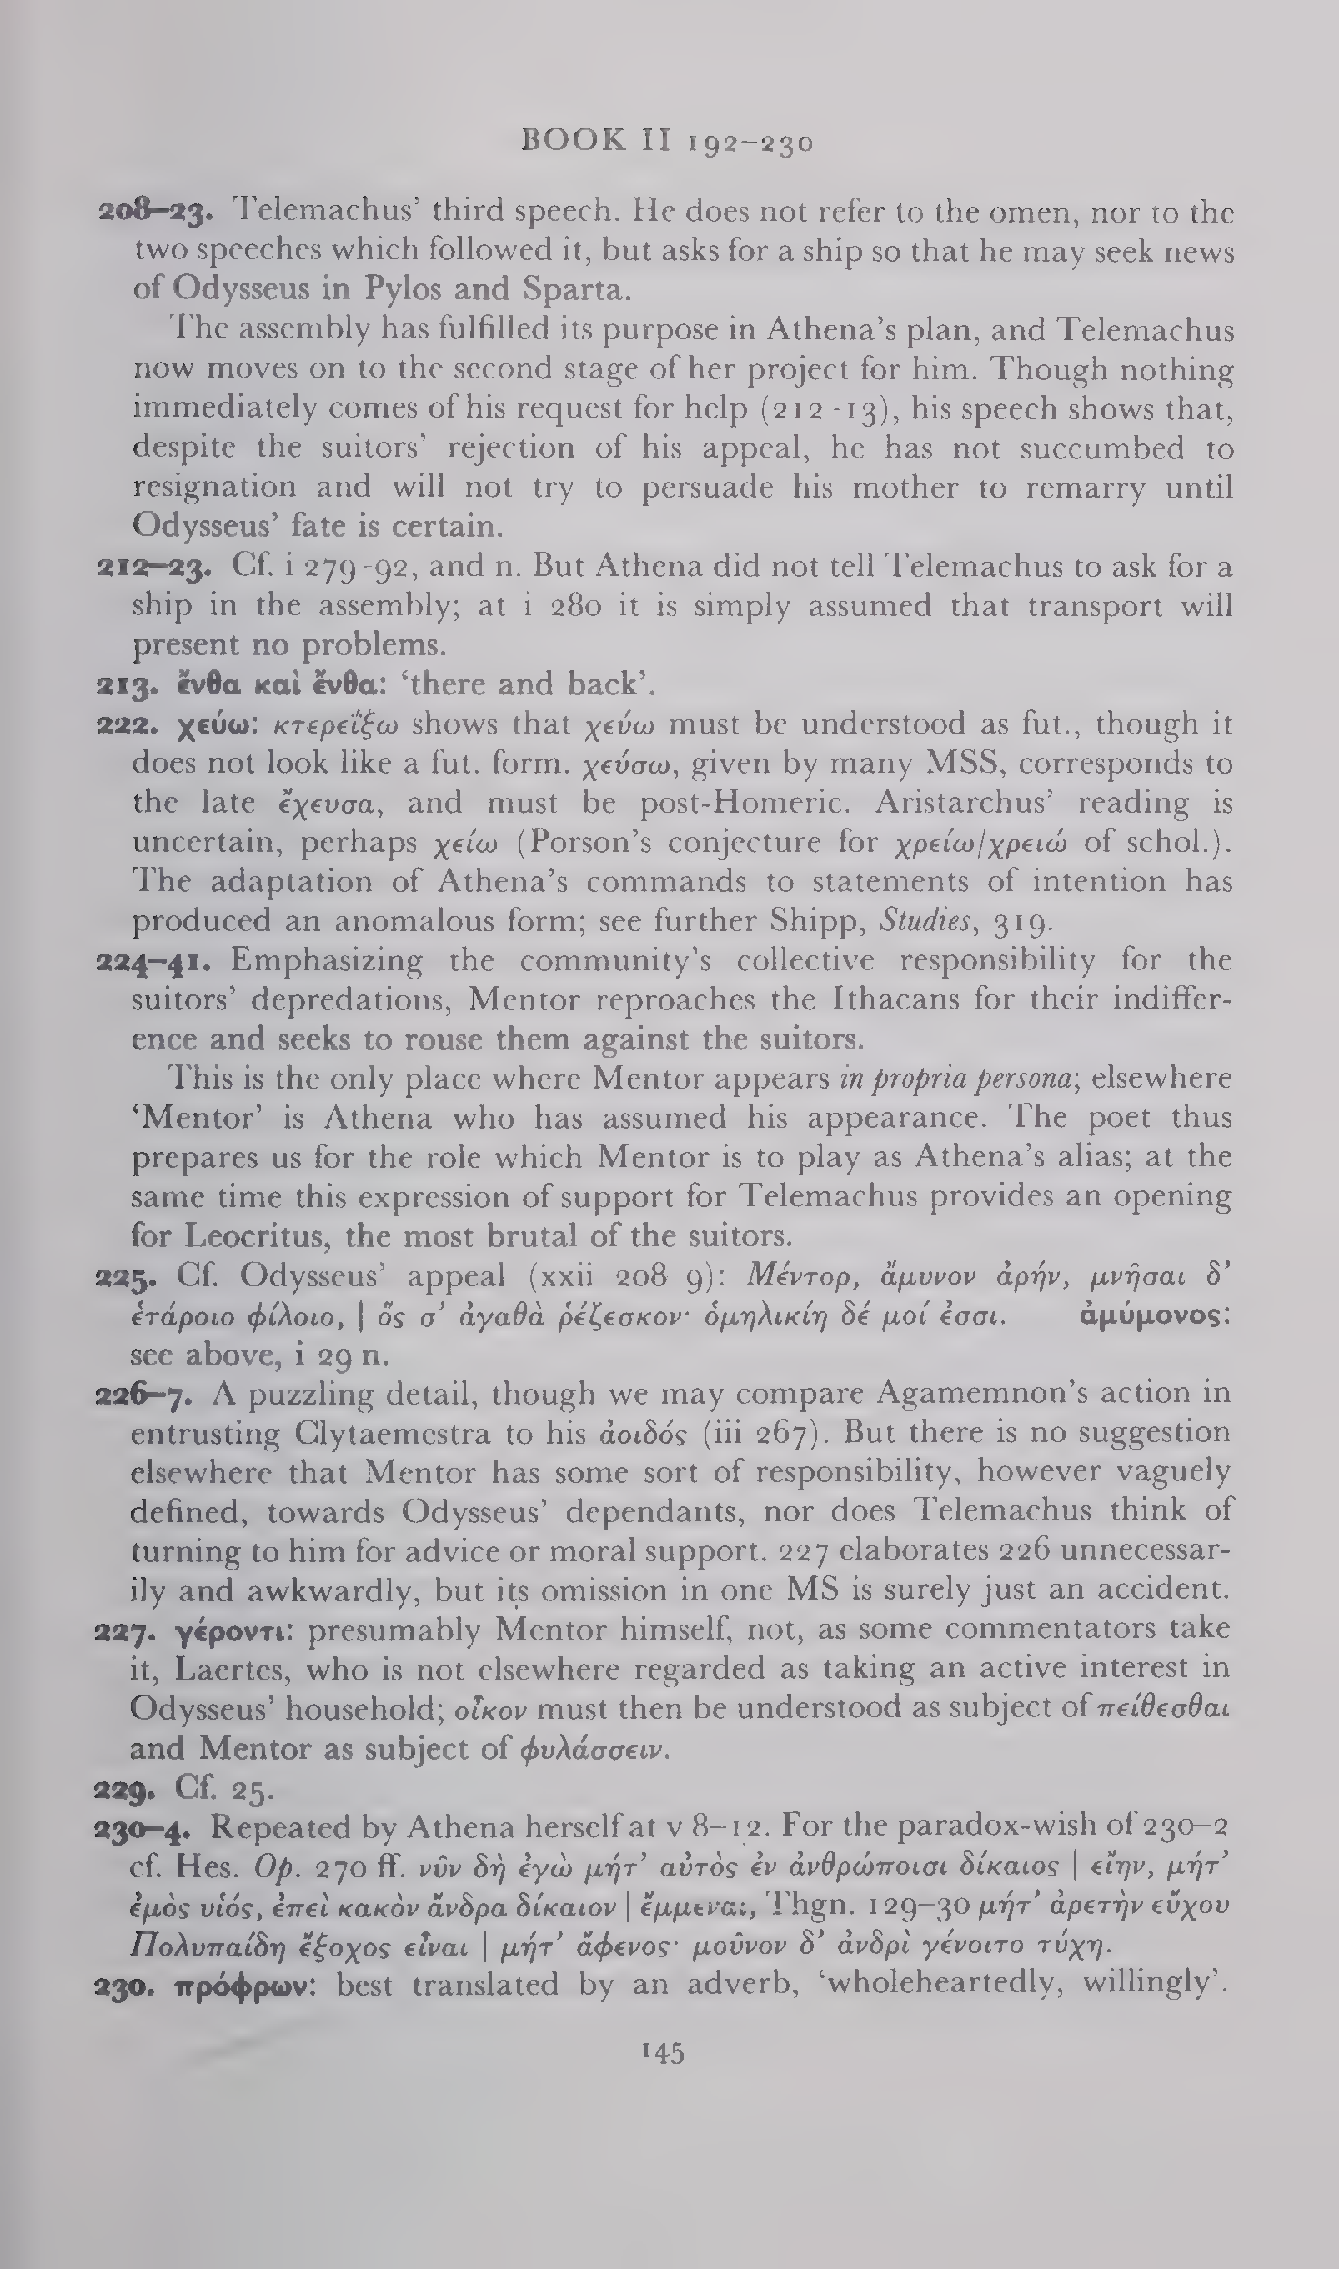 BOOK II 192–230
208–23. Telemachus’ third speech. He does not refer to the omen, nor to the
two speeches which followed it, but asks for a ship so that he may seek news
of Odysseus in Pylos and Sparta.
The assembly has fulfilled its purpose in Athena’s plan, and Telemachus
now moves on to the second stage of her project for him. Though nothing
immediately comes of his request for help (212-13), his speech shows that,
despite the suitors’ rejection of his appeal, he has not succumbed to
resignation and will not try to persuade his mother to remarry until
Odysseus’ fate is certain.
212–23. Cf. i 279-92, and n. But Athena did not tell Telemachus to ask for a
ship in the assembly; at i 280 it is simply assumed that transport will
present no problems.
213. ἔνθα καὶ ἔνθα: ‘there and back’.
222. χεύω: κτερεΐξω shows that χεύω must be understood as fut., though it
does not look like a fut. form. χεύσω, given by many MSS, corresponds to
the late ἔχευσα, and must be post-Homeric. Aristarchus’ reading is
uncertain, perhaps χείω (Porson’s conjecture for χρείω/χρειώ of schol.).
The adaptation of Athena’s commands to statements of intention has
produced an anomalous form; see further Shipp, Studies, 319.
224–41. Emphasizing the community’s collective responsibility for the
suitors’ depredations, Mentor reproaches the Ithacans for their indiffer-
ence and seeks to rouse them against the suitors.
This is the only place where Mentor appears in propria persona; elsewhere
‘Mentor’ is Athena who has assumed his appearance. The poet thus
prepares us for the role which Mentor is to play as Athena’s alias; at the
same time this expression of support for Telemachus provides an opening
for Leocritus, the most brutal of the suitors.
225. Cf. Odysseus’ appeal (xxii 208 9): Μέντορ, ἄμυνον ἀρήν, μνῆσαι δ’
ἑτάροιο φίλοιο, | ὅς σ’ ἀγαθὰ ῥέζεσκον· ὁμηλικίη δέ μοί ἐσσι. ἀμύμονος:
see above, i 29 n.
226–7. A puzzling detail, though we may compare Agamemnon’s action in
entrusting Clytaemestra to his ἀοιδός (iii 267). But there is no suggestion
elsewhere that Mentor has some sort of responsibility, however vaguely
defined, towards Odysseus’ dependants, nor does Telemachus think of
turning to him for advice or moral support. 227 elaborates 226 unnecessar-
ily and awkwardly, but its omission in one MS is surely just an accident.
227. γέροντι: presumably Mentor himself, not, as some commentators take
it, Laertes, who is not elsewhere regarded as taking an active interest in
Odysseus’ household; οἶκον must then be understood as subject of πείθεσθαι
and Mentor as subject of φυλάσσειν.
229. Cf. 25.
230–4. Repeated by Athena herself at v 8–12. For the paradox-wish of 230–2
cf. Hes. Op. 270 ff. νῦν δὴ ἐγὼ μήτ’ αὐτὸς ἐν ἀνθρώποισι δίκαιος | εἴην, μήτ’
ἐμὸς υἱός, ἐπεὶ κακὸν ἄνδρα δίκαιον | ἔμμεναι, Thgn. 129–30 μήτ’ ἀρετὴν εὔχου
Πολυπαΐδη ἔξοχος εἶναι | μήτ’ ἄφενος· μοῦνον δ’ ἀνδρὶ γένοιτο τύχη.
230. πρόφρων: best translated by an adverb, ‘wholeheartedly, willingly’.
145